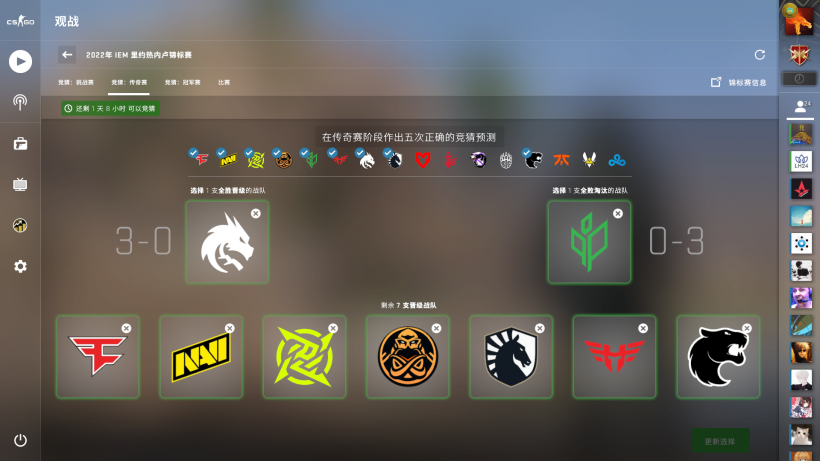 CS GO
观战
2022年 IEM 里约热内卢锦标赛
竞猜：挑战赛
竞猜：传奇赛
竞猜：冠军赛
比赛
锦标赛信息
还剩 1 天 8 小时 可以竞猜
24
在传奇赛阶段作出五次正确的竞猜预测
选择 1 支全胜晋级的战队
选择 1 支全败淘汰的战队
3-0
0-3
剩余 7 支晋级战队
NAVI
更新选择